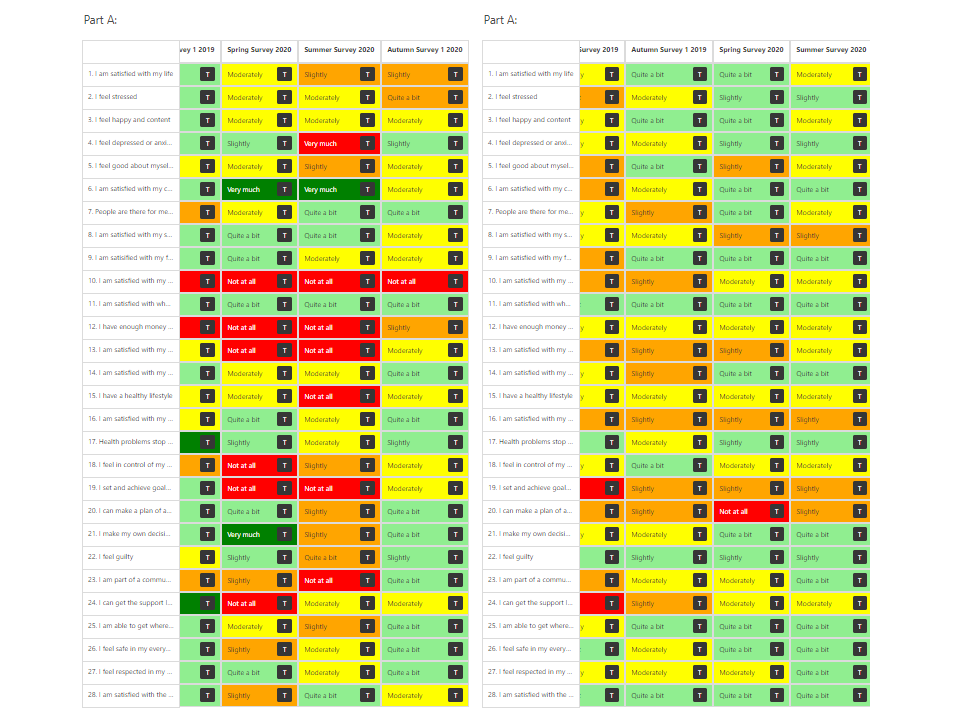 Part A:
vey 1 2019 Spring Survey 2020 Summer Survey 2020 Autumn Survey 1 2020
1. I am satisfied with my life T Moderately T Slightly T Slightly T
2. I feel stressed T Moderately T Moderately T Quite a bit T
3. I feel happy and content T Moderately T Moderately T Moderately T
4. I feel depressed or anxi... T Slightly T Very much T Slightly T
5. I feel good about mysel... T Moderately T Slightly T Moderately T
6. I am satisfied with my c... T Very much T Very much T Moderately T
7. People are there for me... T Moderately T Quite a bit T Quite a bit T
8. I am satisfied with my s... T Quite a bit T Quite a bit T Moderately T
9. I am satisfied with my f... T Quite a bit T Moderately T Moderately T
10. I am satisfied with my ... T Not at all T Not at all T Not at all T
11. I am satisfied with wh... T Quite a bit T Quite a bit T Quite a bit T
12. I have enough money ... T Not at all T Not at all T Slightly T
13. I am satisfied with my ... T Not at all T Not at all T Moderately T
14. I am satisfied with my ... T Moderately T Moderately T Quite a bit T
15. I have a healthy lifestyle T Moderately T Not at all T Moderately T
16. I am satisfied with my ... T Quite a bit T Moderately T Quite a bit T
17. Health problems stop ... T Slightly T Moderately T Slightly T
18. I feel in control of my ... T Not at all T Slightly T Moderately T
19. I set and achieve goal... T Not at all T Not at all T Moderately T
20. I can make a plan of a... T Quite a bit T Slightly T Quite a bit T
21. I make my own decisi... T Very much T Slightly T Quite a bit T
22. I feel guilty T Slightly T Quite a bit T Slightly T
23. I am part of a commu... T Slightly T Not at all T Quite a bit T
24. I can get the support I... T Not at all T Moderately T Quite a bit T
25. I am able to get where... T Moderately T Slightly T Quite a bit T
26. I feel safe in my every... T Slightly T Moderately T Quite a bit T
27. I feel respected in my ... T Quite a bit T Moderately T Quite a bit T
28. I am satisfied with the ... T Slightly T Quite a bit T Moderately T
Part A:
Survey 2019 Autumn Survey 1 2019 Spring Survey 2020 Summer Survey 2020
1. I am satisfied with my life y T Quite a bit T Quite a bit T Moderately T
2. I feel stressed T Moderately T Slightly T Slightly T
3. I feel happy and content y T Quite a bit T Quite a bit T Moderately T
4. I feel depressed or anxi... y T Moderately T Slightly T Slightly T
5. I feel good about mysel... T Quite a bit T Slightly T Quite a bit T
6. I am satisfied with my c... T Moderately T Quite a bit T Quite a bit T
7. People are there for me... y T Slightly T Quite a bit T Moderately T
8. I am satisfied with my s... y T Moderately T Slightly T Slightly T
9. I am satisfied with my f... T Quite a bit T Quite a bit T Moderately T
10. I am satisfied with my ... T Slightly T Moderately T Moderately T
11. I am satisfied with wh... T Quite a bit T Quite a bit T Quite a bit T
12. I have enough money ... y T Moderately T Moderately T Moderately T
13. I am satisfied with my ... T Slightly T Slightly T Moderately T
14. I am satisfied with my ... T Slightly T Quite a bit T Quite a bit T
15. I have a healthy lifestyle y T Moderately T Moderately T Moderately T
16. I am satisfied with my ... T Slightly T Slightly T Slightly T
17. Health problems stop ... T Moderately T Slightly T Slightly T
18. I feel in control of my ... y T Quite a bit T Moderately T Moderately T
19. I set and achieve goal... T Slightly T Slightly T Slightly T
20. I can make a plan of a... T Slightly T Not at all T Slightly T
21. I make my own decisi... y T Moderately T Quite a bit T Quite a bit T
22. I feel guilty T Slightly T Slightly T Slightly T
23. I am part of a commu... T Moderately T Moderately T Quite a bit T
24. I can get the support I... T Slightly T Moderately T Moderately T
25. I am able to get where... y T Quite a bit T Quite a bit T Quite a bit T
26. I feel safe in my every... T Moderately T Quite a bit T Quite a bit T
27. I feel respected in my ... y T Moderately T Moderately T Quite a bit T
28. I am satisfied with the ... T Quite a bit T Quite a bit T Quite a bit T